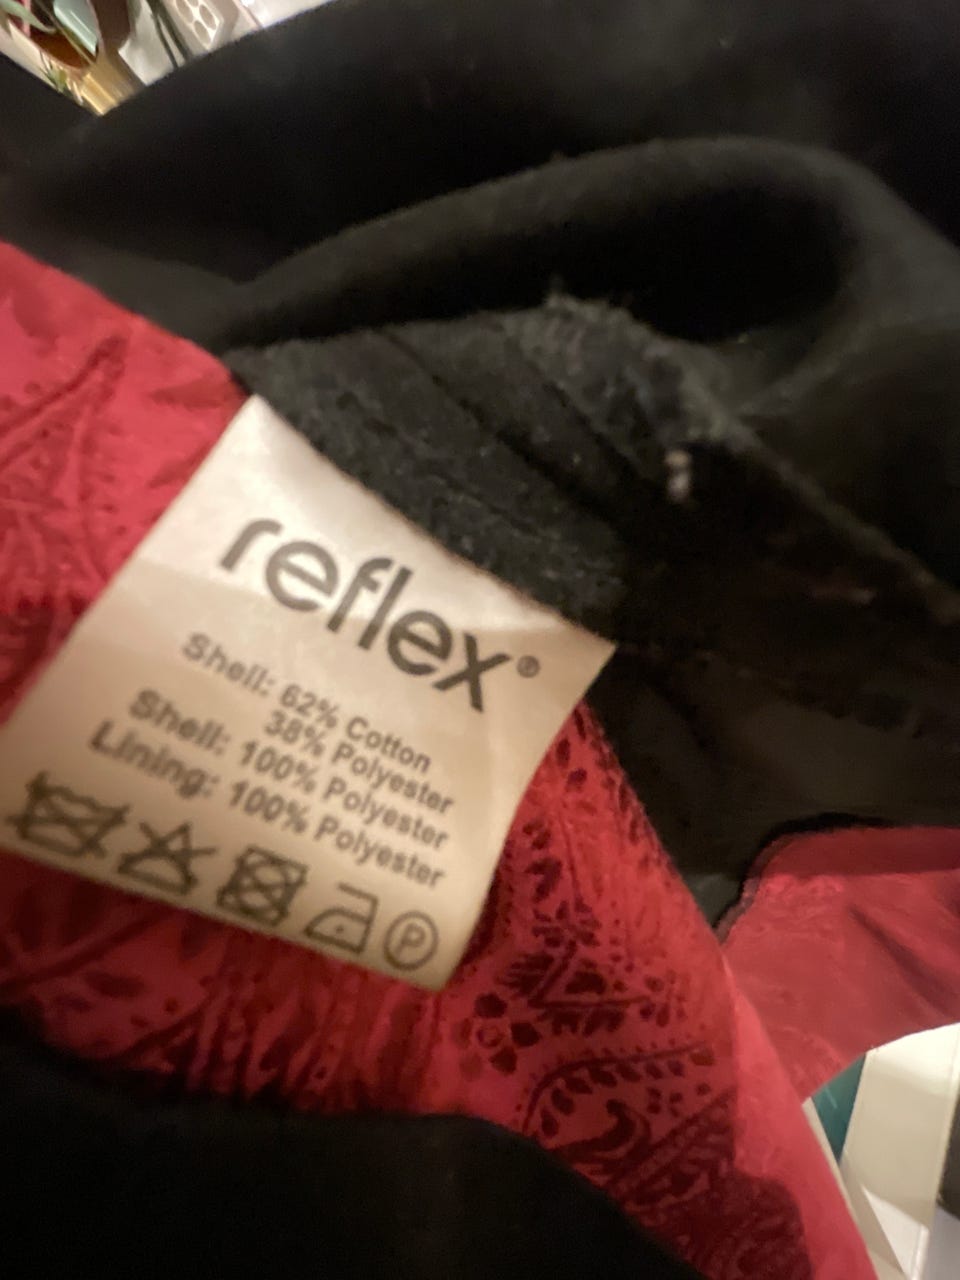 reflex®
Shell: 62% Cotton
38% Polyester
Shell: 100% Polyester
Lining: 100% Polyester
P